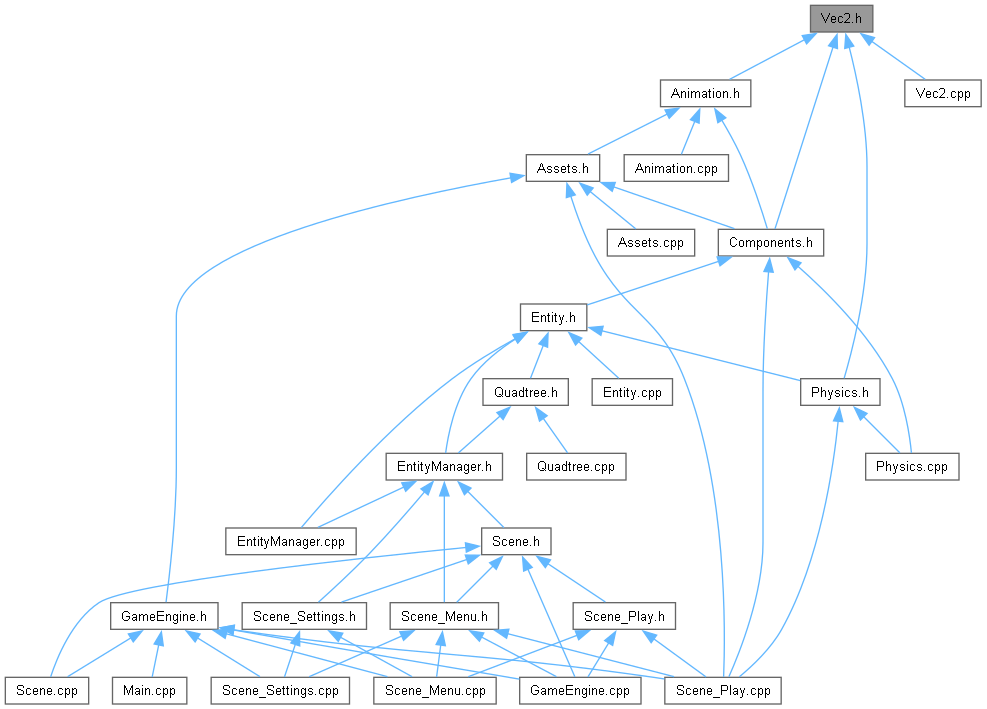 Vec2.h
Animation.h
Vec2.cpp
Assets.h
Animation.cpp
Assets.cpp
Components.h
Entity.h
Quadtree.h
Entity.cpp
Physics.h
EntityManager.h
Quadtree.cpp
Physics.cpp
EntityManager.cpp
Scene.h
GameEngine.h
Scene_Settings.h
Scene_Menu.h
Scene_Play.h
Scene.cpp
Main.cpp
Scene_Settings.cpp
Scene_Menu.cpp
GameEngine.cpp
Scene_Play.cpp